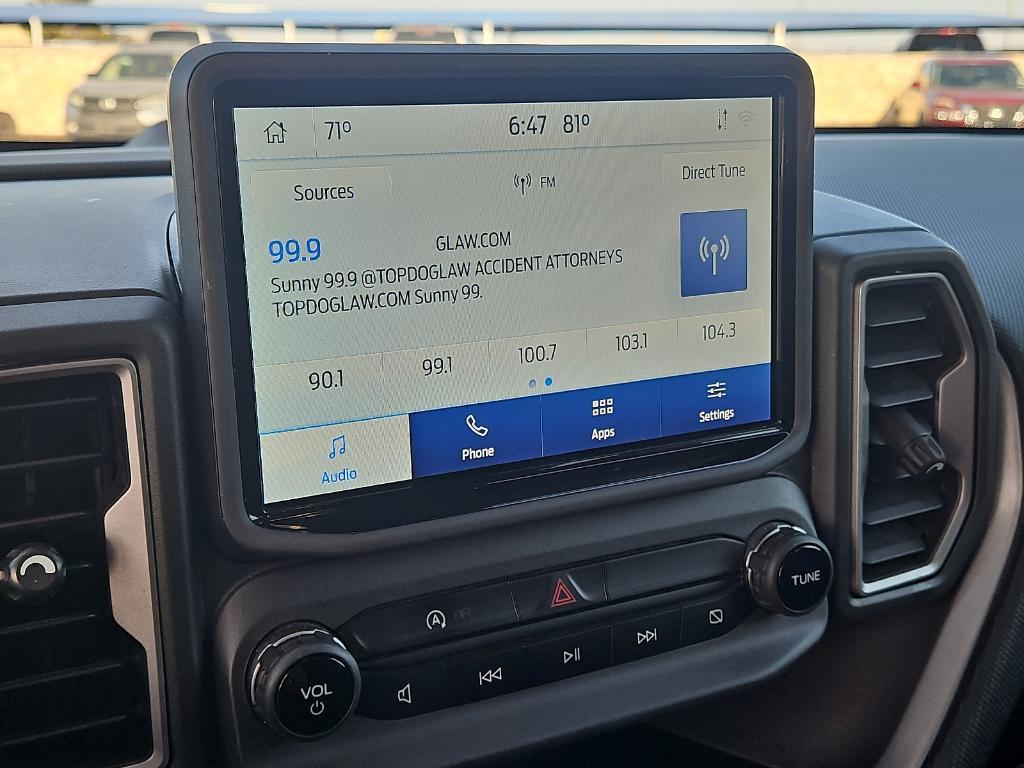 71°
6:47 81°
Sources
FM
Direct Tune
99.9
GLAW.COM
Sunny 99.9 @TOPDOGLAW ACCIDENT ATTORNEYS
TOPDOGLAW.COM Sunny 99.
90.1 99.1 100.7 103.1 104.3
Audio
Phone
Apps
Settings
A OFF
VOL
TUNE